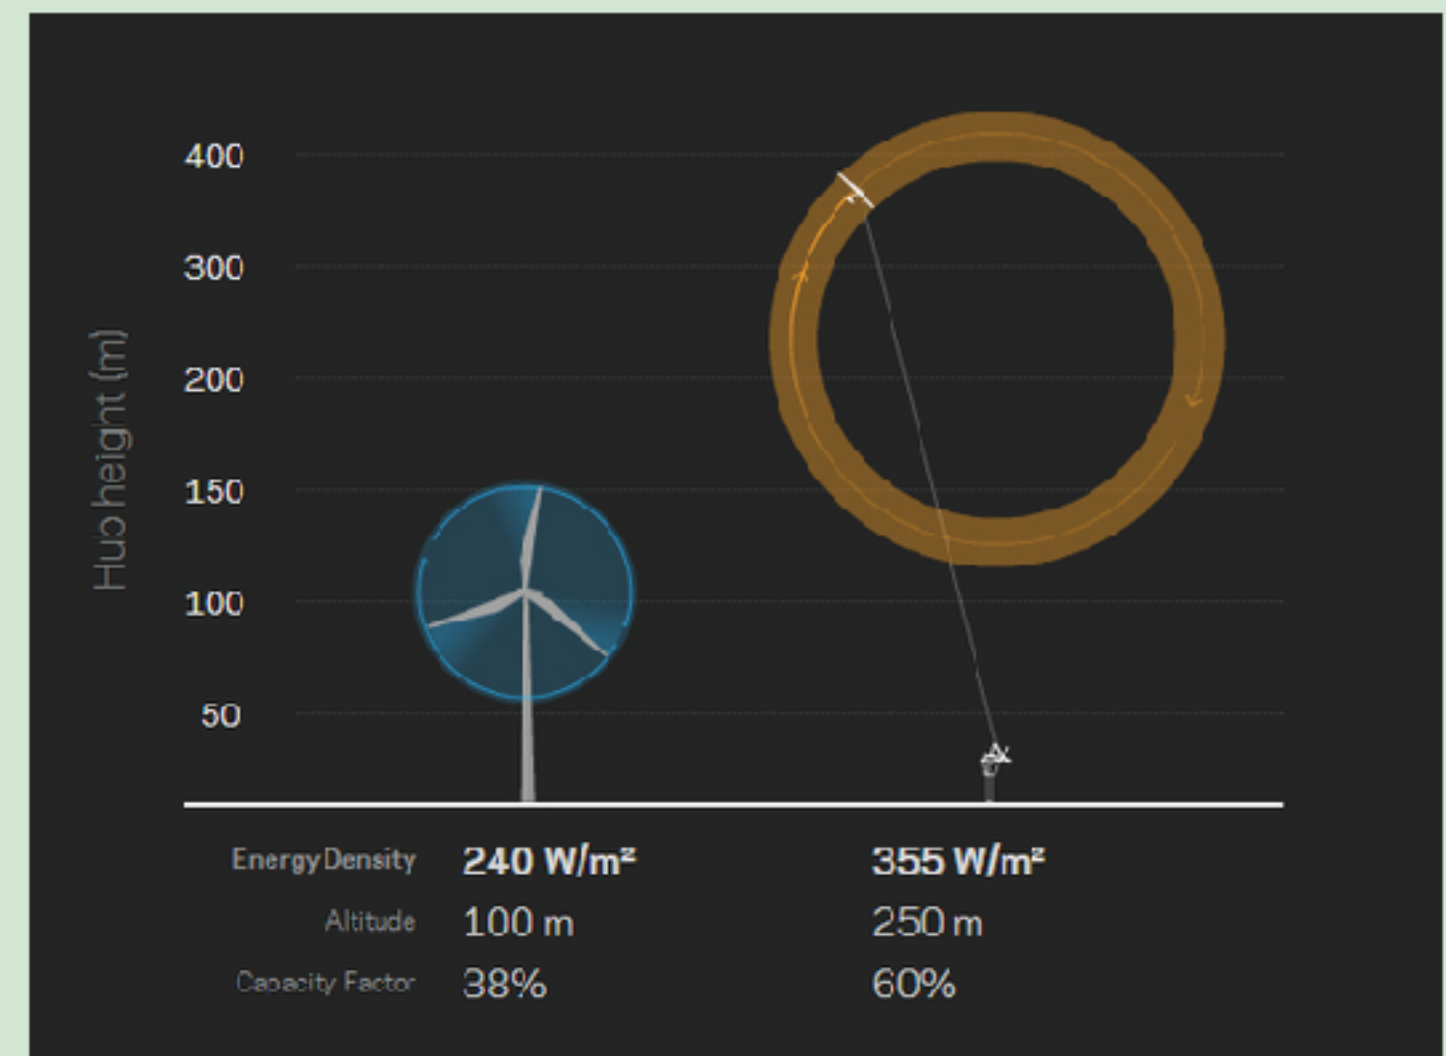 400
300
Hub height (m)
200
150
100
50
Energy Density 240 W/m² 355 W/m²
Altitude 100 m 250 m
Capacity Factor 38% 60%